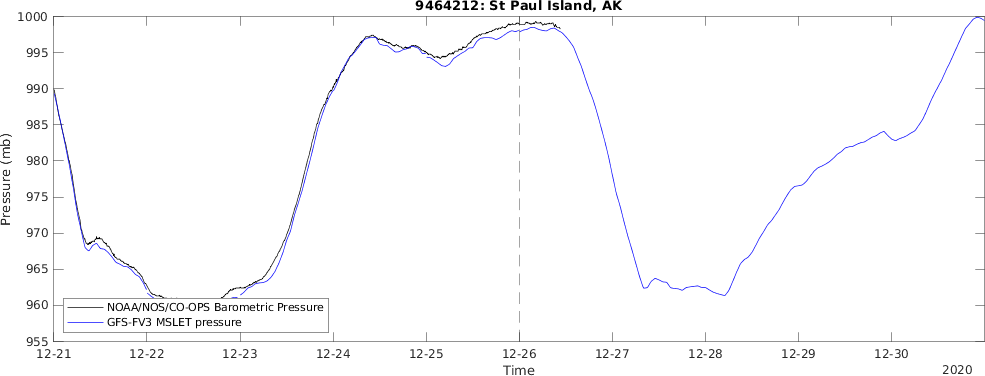 9464212: St Paul Island, AK
1000
995
990
985
980
975
970
965
960
955
Pressure (mb)
NOAA/NOS/CO-OPS Barometric Pressure
GFS-FV3 MSLET pressure
12-21 12-22 12-23 12-24 12-25 12-26 12-27 12-28 12-29 12-30
Time
2020